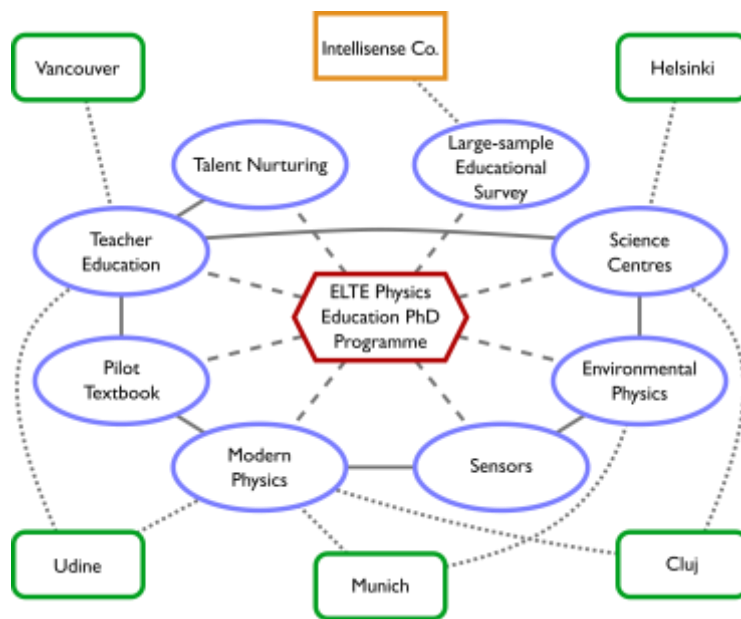 Intellisense Co.
Vancouver
Helsinki
Talent Nurturing
Large-sample
Educational
Survey
Teacher
Education
Science
Centres
ELTE Physics
Education PhD
Programme
Pilot
Textbook
Environmental
Physics
Modern
Physics
Sensors
Udine
Munich
Cluj